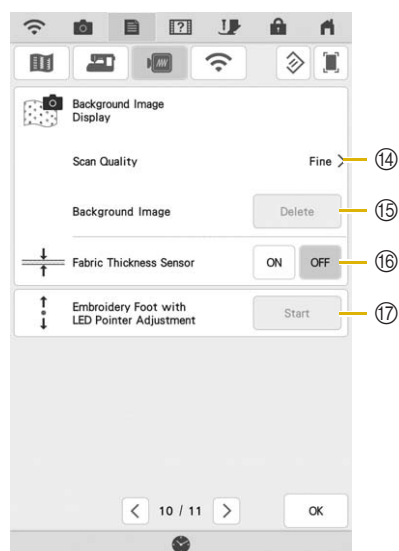 Background Image
Display
Scan Quality
Fine >
⑭
Background Image
Delete
⑮
Fabric Thickness Sensor
ON
OFF
⑯
Embroidery Foot with
LED Pointer Adjustment
Start
⑰
< 10 / 11 >
OK